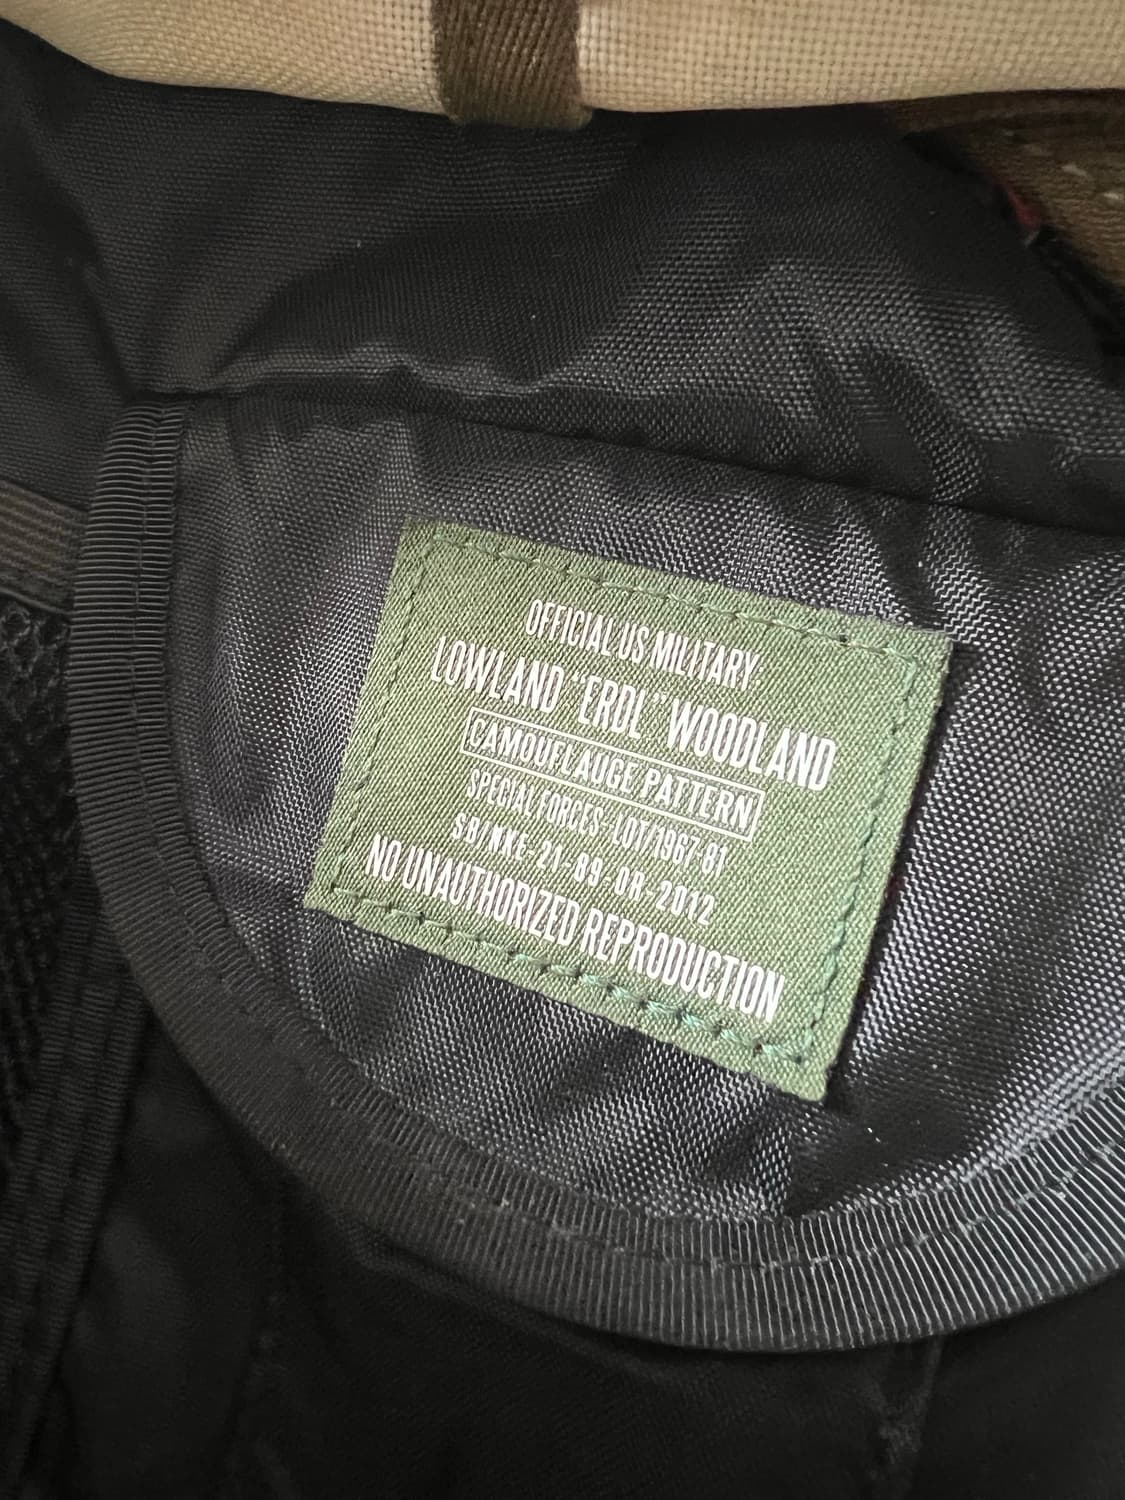 OFFICIAL US MILITARY:
LOWLAND "ERDL" WOODLAND
CAMOUFLAUGE PATTERN
SPECIAL FORCES-LOT/1967-81
SB/NKE-21-89-OR-2012
NO UNAUTHORIZED REPRODUCTION